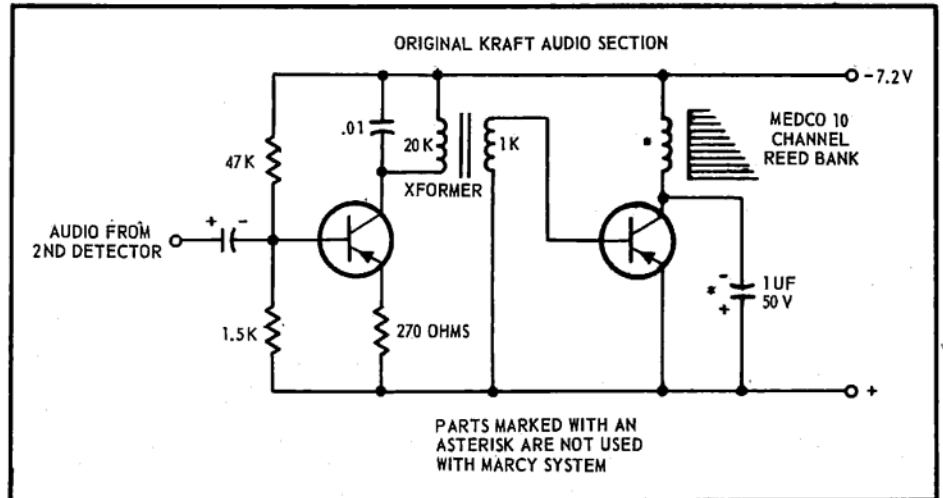 ORIGINAL KRAFT AUDIO SECTION
-7.2V
.01
20K
1K
*
MEDCO 10
CHANNEL
REED BANK
47K
XFORMER
AUDIO FROM
2ND DETECTOR
+ -
1.5K
270 OHMS
* -
+
1UF
50V
+
PARTS MARKED WITH AN
ASTERISK ARE NOT USED
WITH MARCY SYSTEM